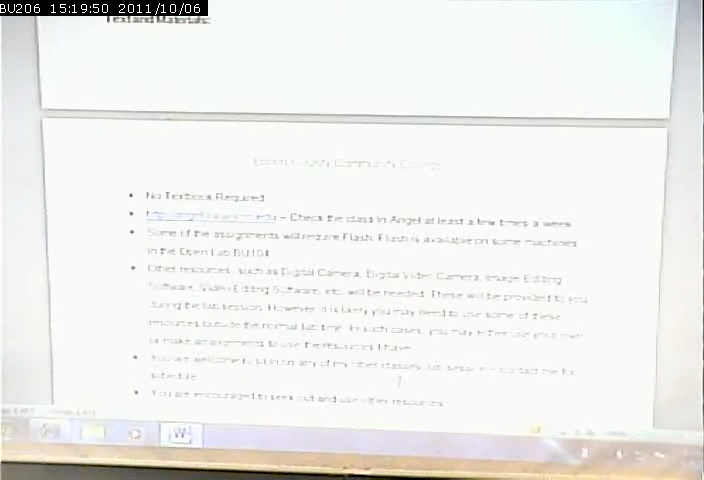 BU206 15:19:50 2011/10/06
Text and Materials:
County Community College
No Textbook Required
- Check the class in Angel at least a few times a week
Some of the assignments will require Flash. Flash is available on some machines
in the Open Lab BU104
Other resources, such as Digital Camera, Digital Video Camera, Image Editing
Software, Video Editing Software, etc. will be needed. These will be provided to you
during the lab session. However it is likely you may need to use some of these
resources outside the normal lab time. In such cases, you may either use your own
or make arrangements to use the resources I have
You are welcome to sit in on any of my other classes, lab session - contact me for
schedule.
You are encouraged to seek out and use other resources.